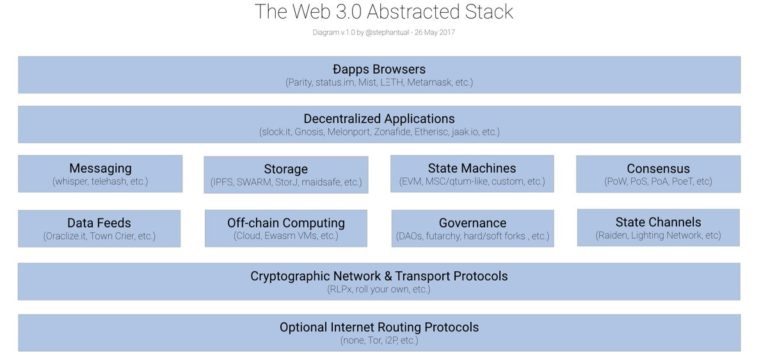 The Web 3.0 Abstracted Stack
Diagram v.1.0 by @stephantual - 26 May 2017
Ðapps Browsers
(Parity, status.im, Mist, LΞTH, Metamask, etc.)
Decentralized Applications
(slock.it, Gnosis, Melonport, Zonafide, Etherisc, jaak.io, etc.)
Messaging
(whisper, telehash, etc.)
Storage
(IPFS, SWARM, StorJ, maidsafe, etc.)
State Machines
(EVM, MSC/qtum-like, custom, etc.)
Consensus
(PoW, PoS, PoA, PoeT, etc)
Data Feeds
(Oraclize.it, Town Crier, etc.)
Off-chain Computing
(Cloud, Ewasm VMs, etc.)
Governance
(DAOs, futarchy, hard/soft forks , etc.)
State Channels
(Raiden, Lighting Network, etc)
Cryptographic Network & Transport Protocols
(RLPx, roll your own, etc.)
Optional Internet Routing Protocols
(none, Tor, i2P, etc.)